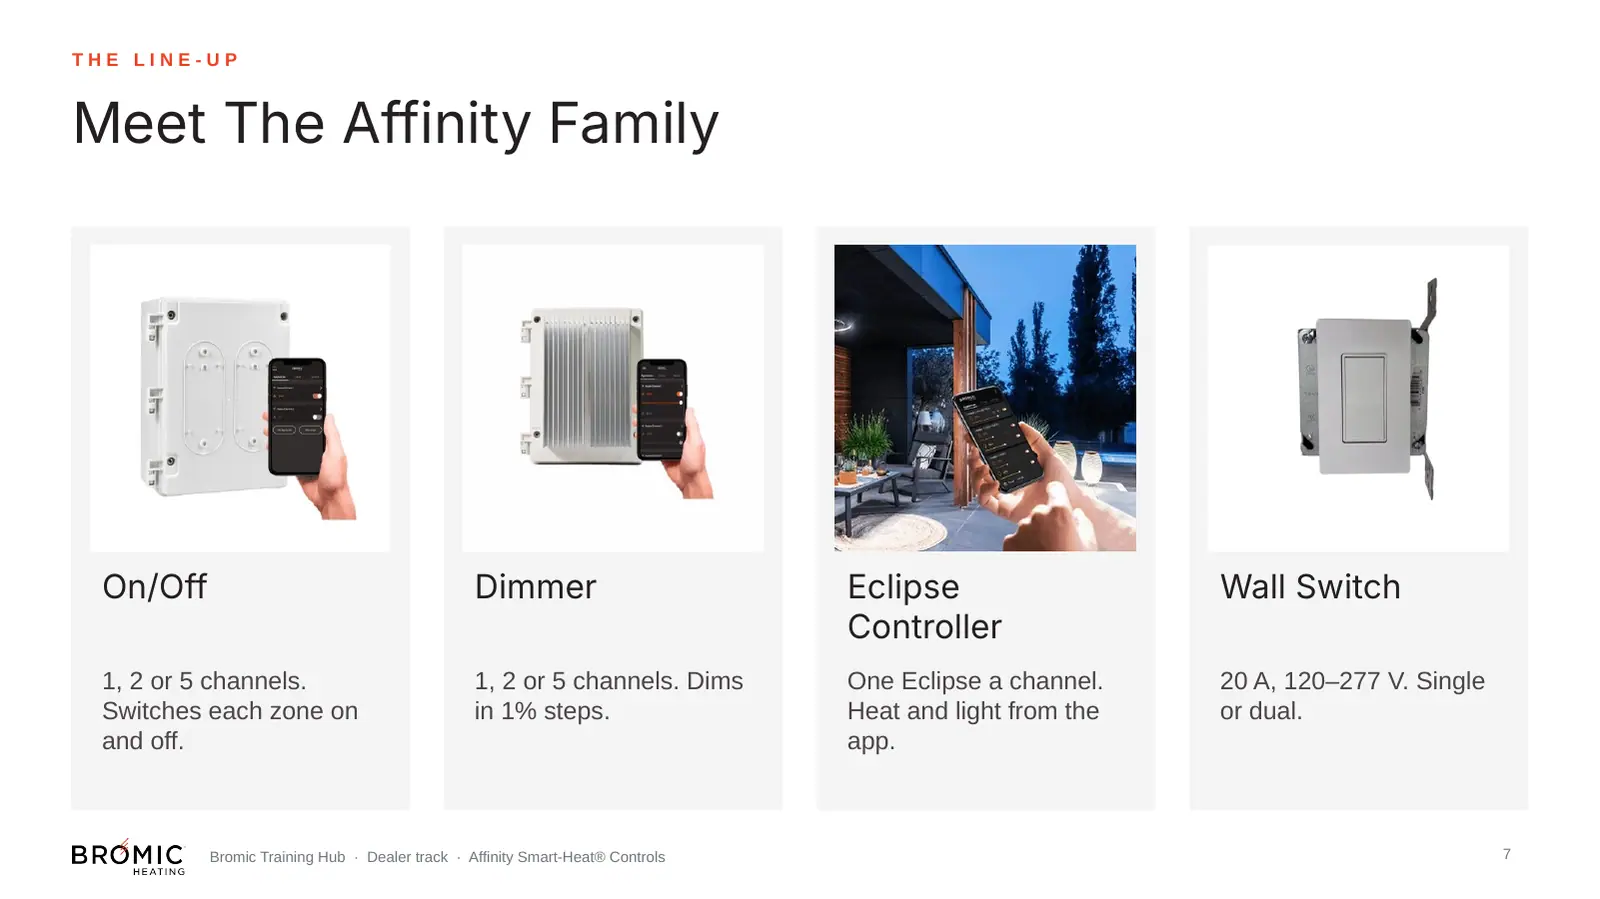 THE LINE-UP
Meet The Affinity Family
On/Off
1, 2 or 5 channels.
Switches each zone on
and off.
Dimmer
1, 2 or 5 channels. Dims
in 1% steps.
Eclipse
Controller
One Eclipse a channel.
Heat and light from the
app.
Wall Switch
20 A, 120–277 V. Single
or dual.
BROMIC
HEATING
Bromic Training Hub · Dealer track · Affinity Smart-Heat® Controls
7